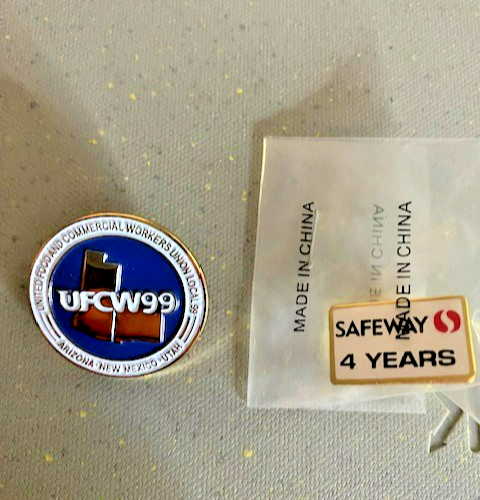 UNITED FOOD AND COMMERCIAL WORKERS UNION LOCAL 99
UFCW99
ARIZONA · NEW MEXICO · UTAH
MADE IN CHINA
MADE IN CHINA
MADE IN CHINA
SAFEWAY
4 YEARS